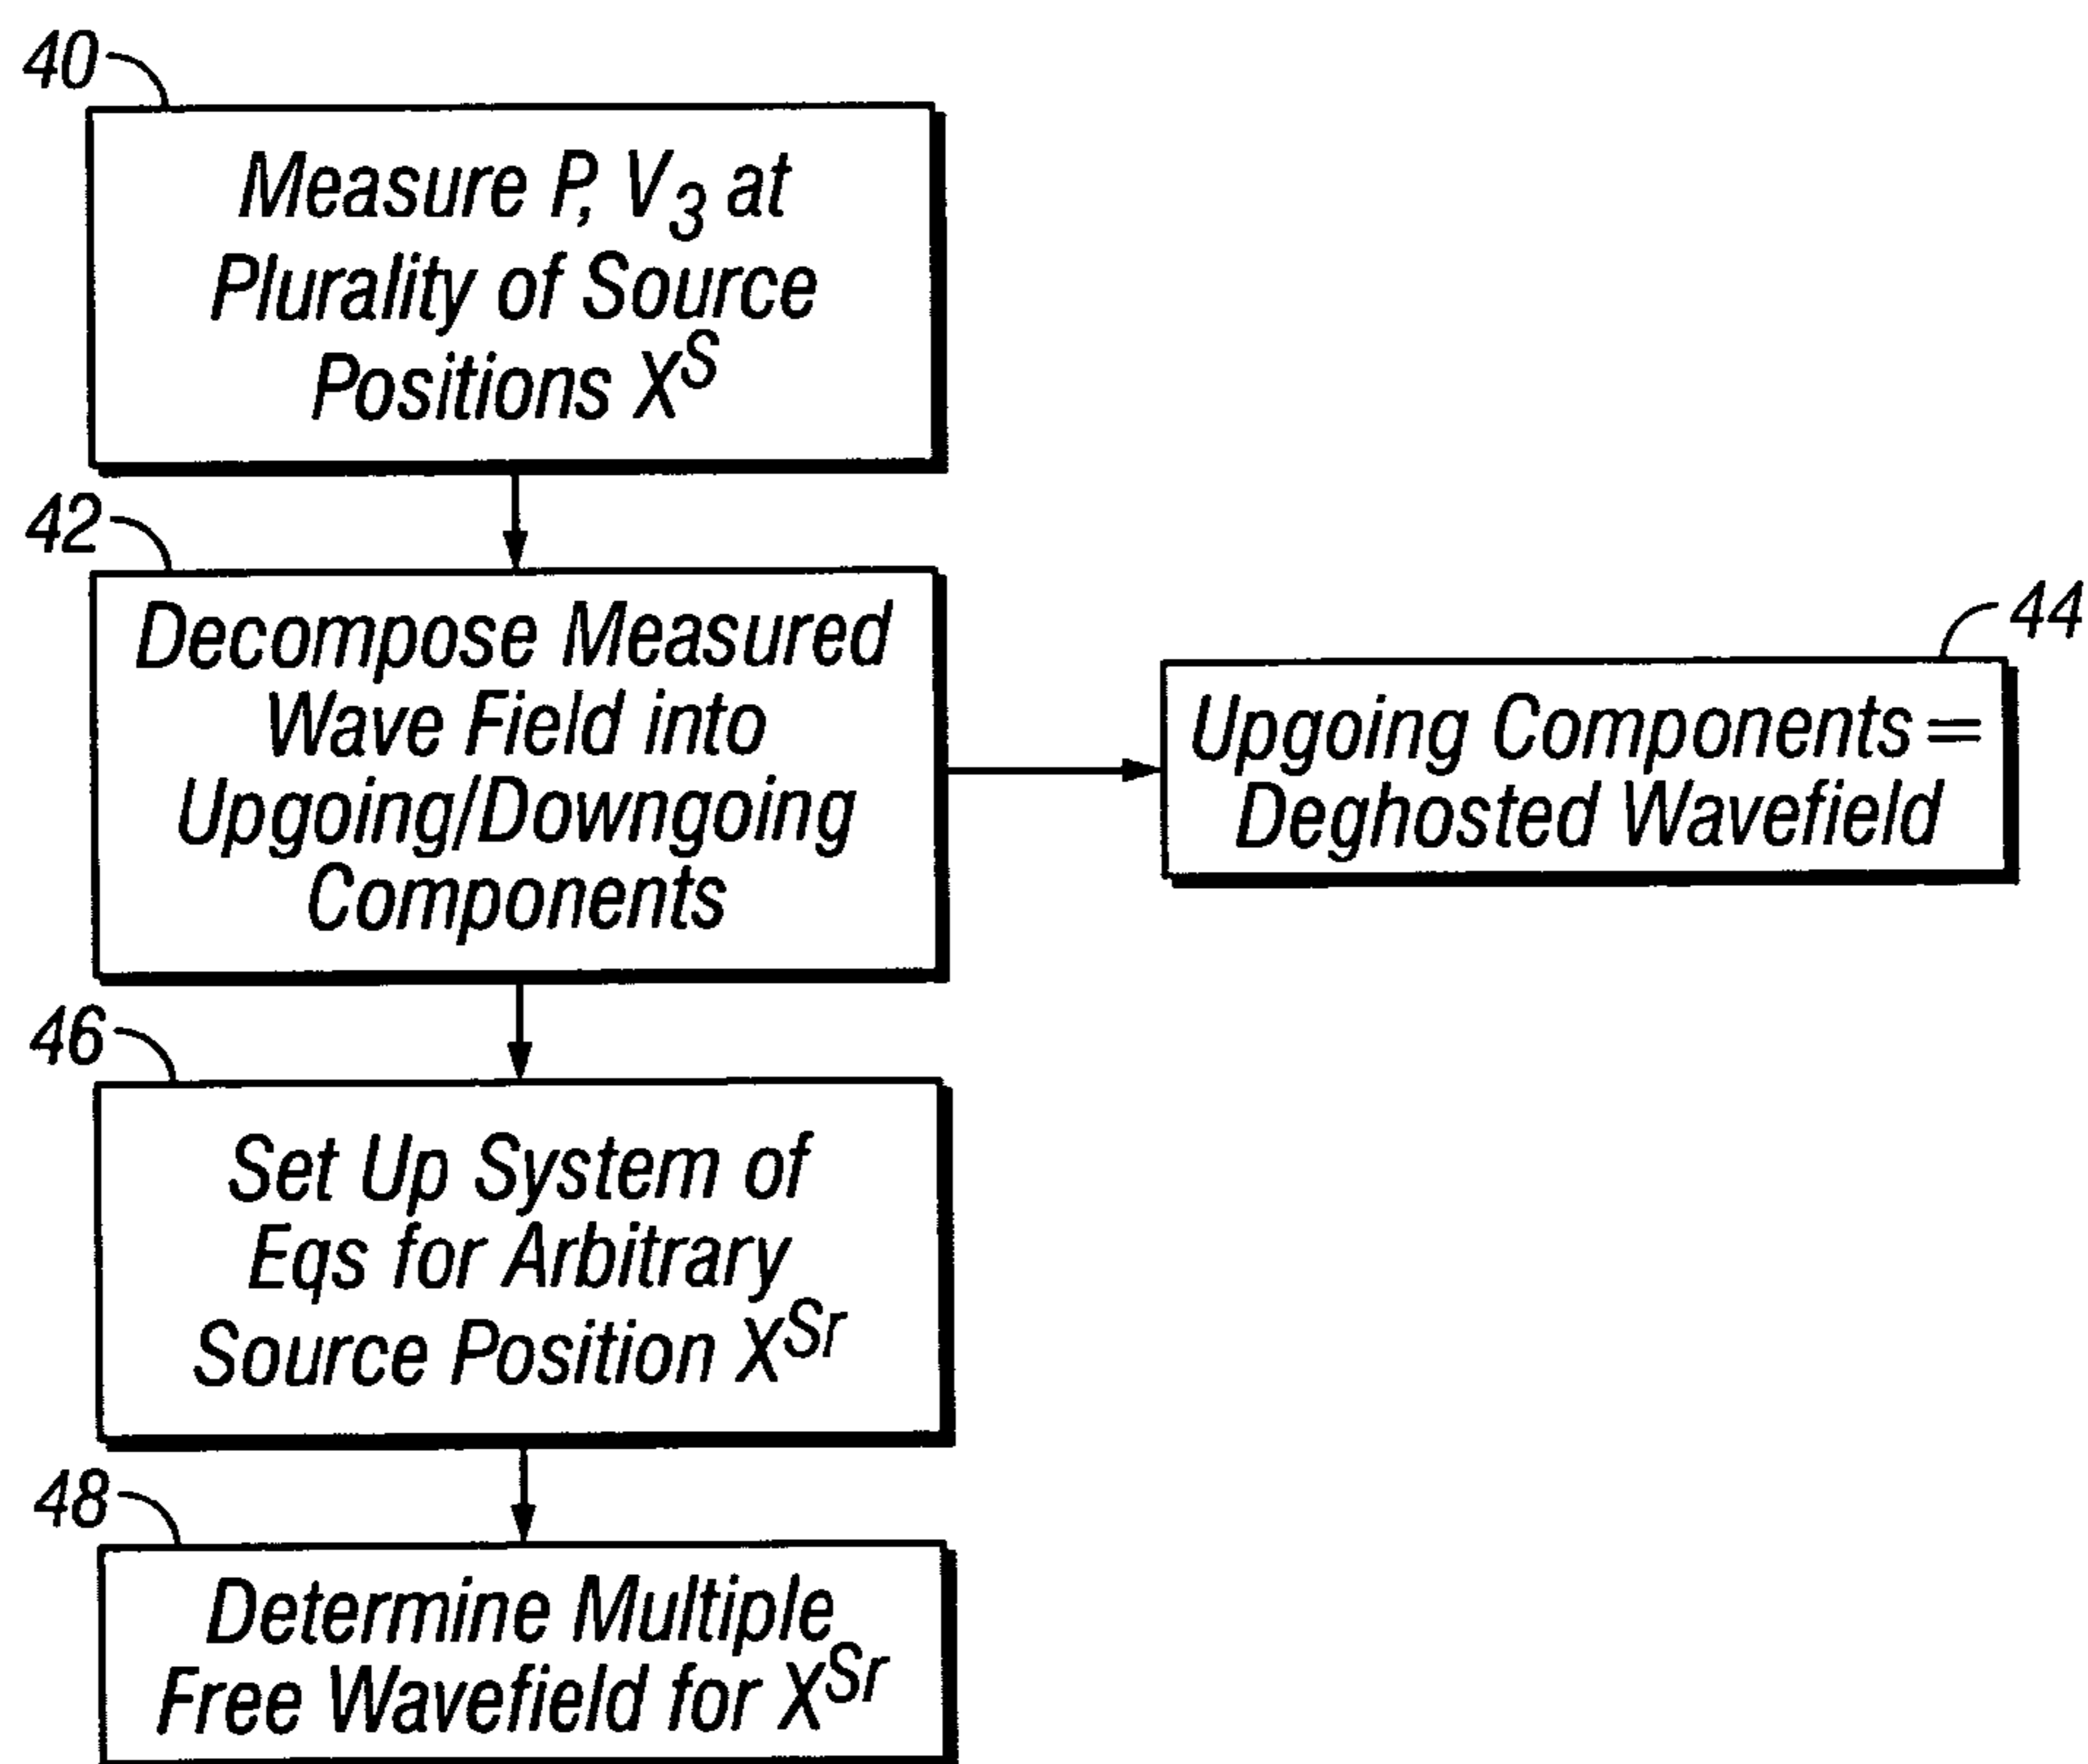 40
Measure P, V3 at
Plurality of Source
Positions XS
42
Decompose Measured
Wave Field into
Upgoing/Downgoing
Components
44
Upgoing Components =
Deghosted Wavefield
46
Set Up System of
Eqs for Arbitrary
Source Position XSr
48
Determine Multiple
Free Wavefield for XSr